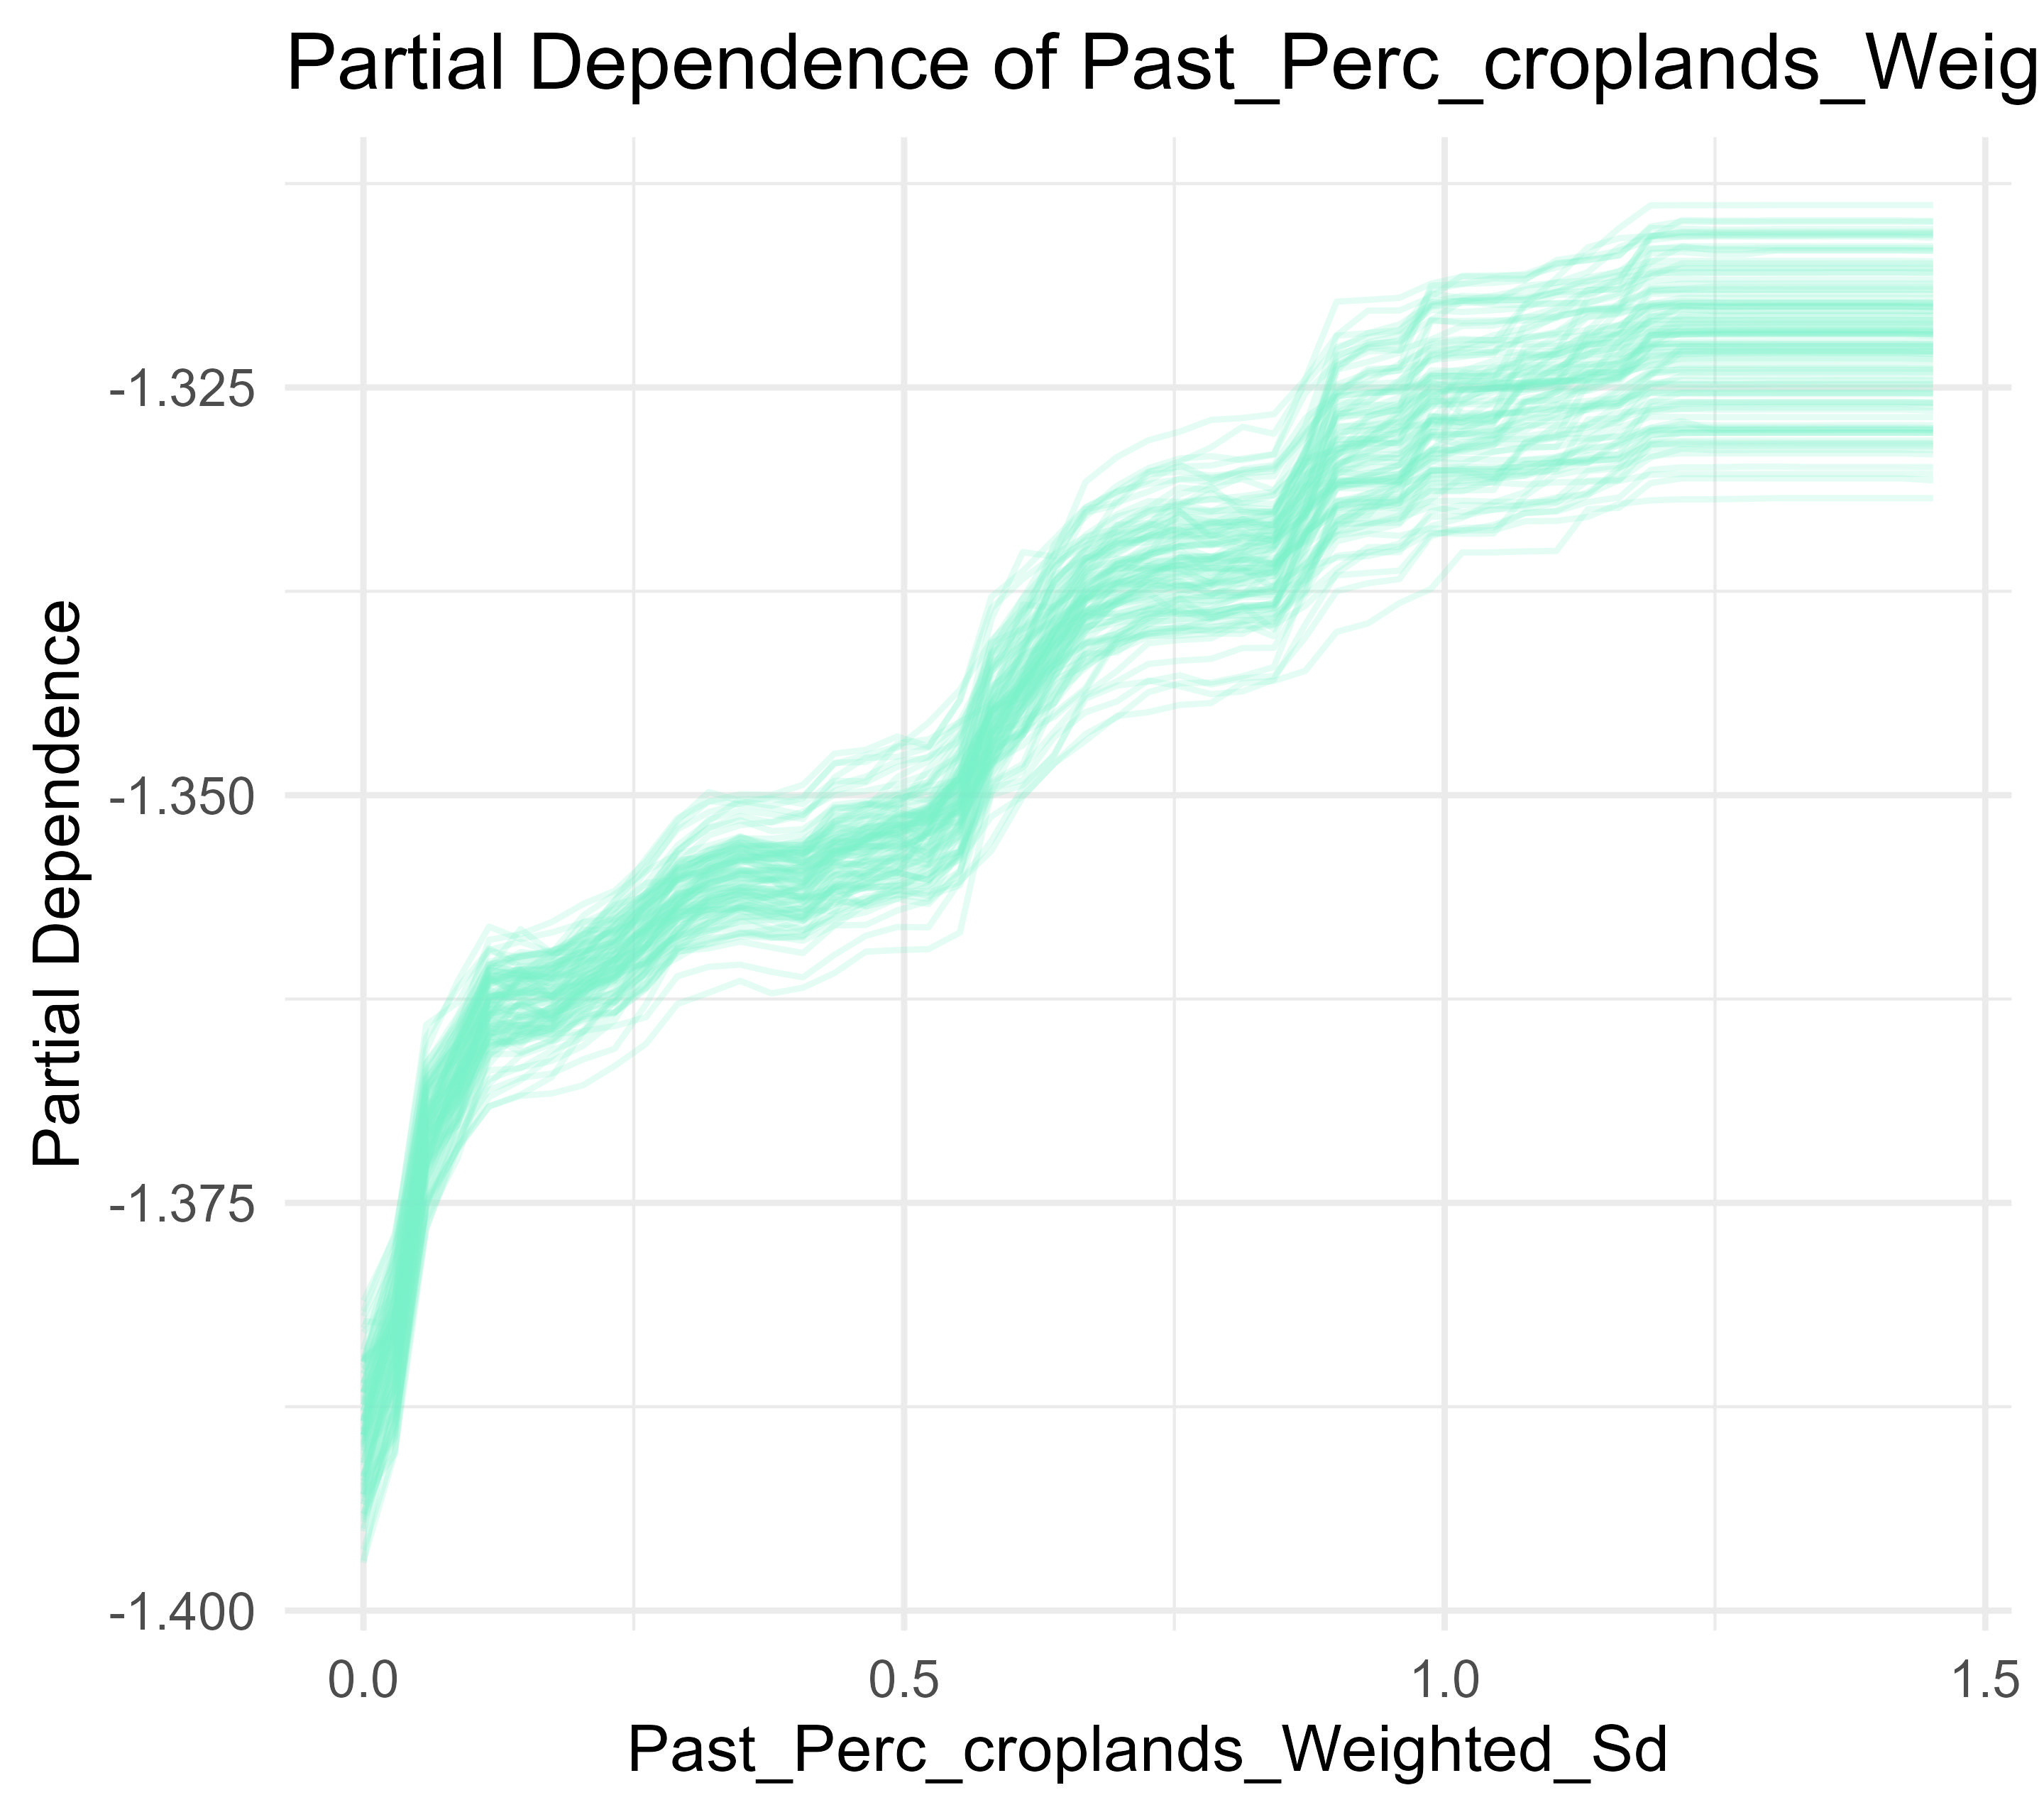 Partial Dependence of Past_Perc_croplands_Weig
Partial Dependence
-1.325
-1.350
-1.375
-1.400
0.0 0.5 1.0 1.5
Past_Perc_croplands_Weighted_Sd